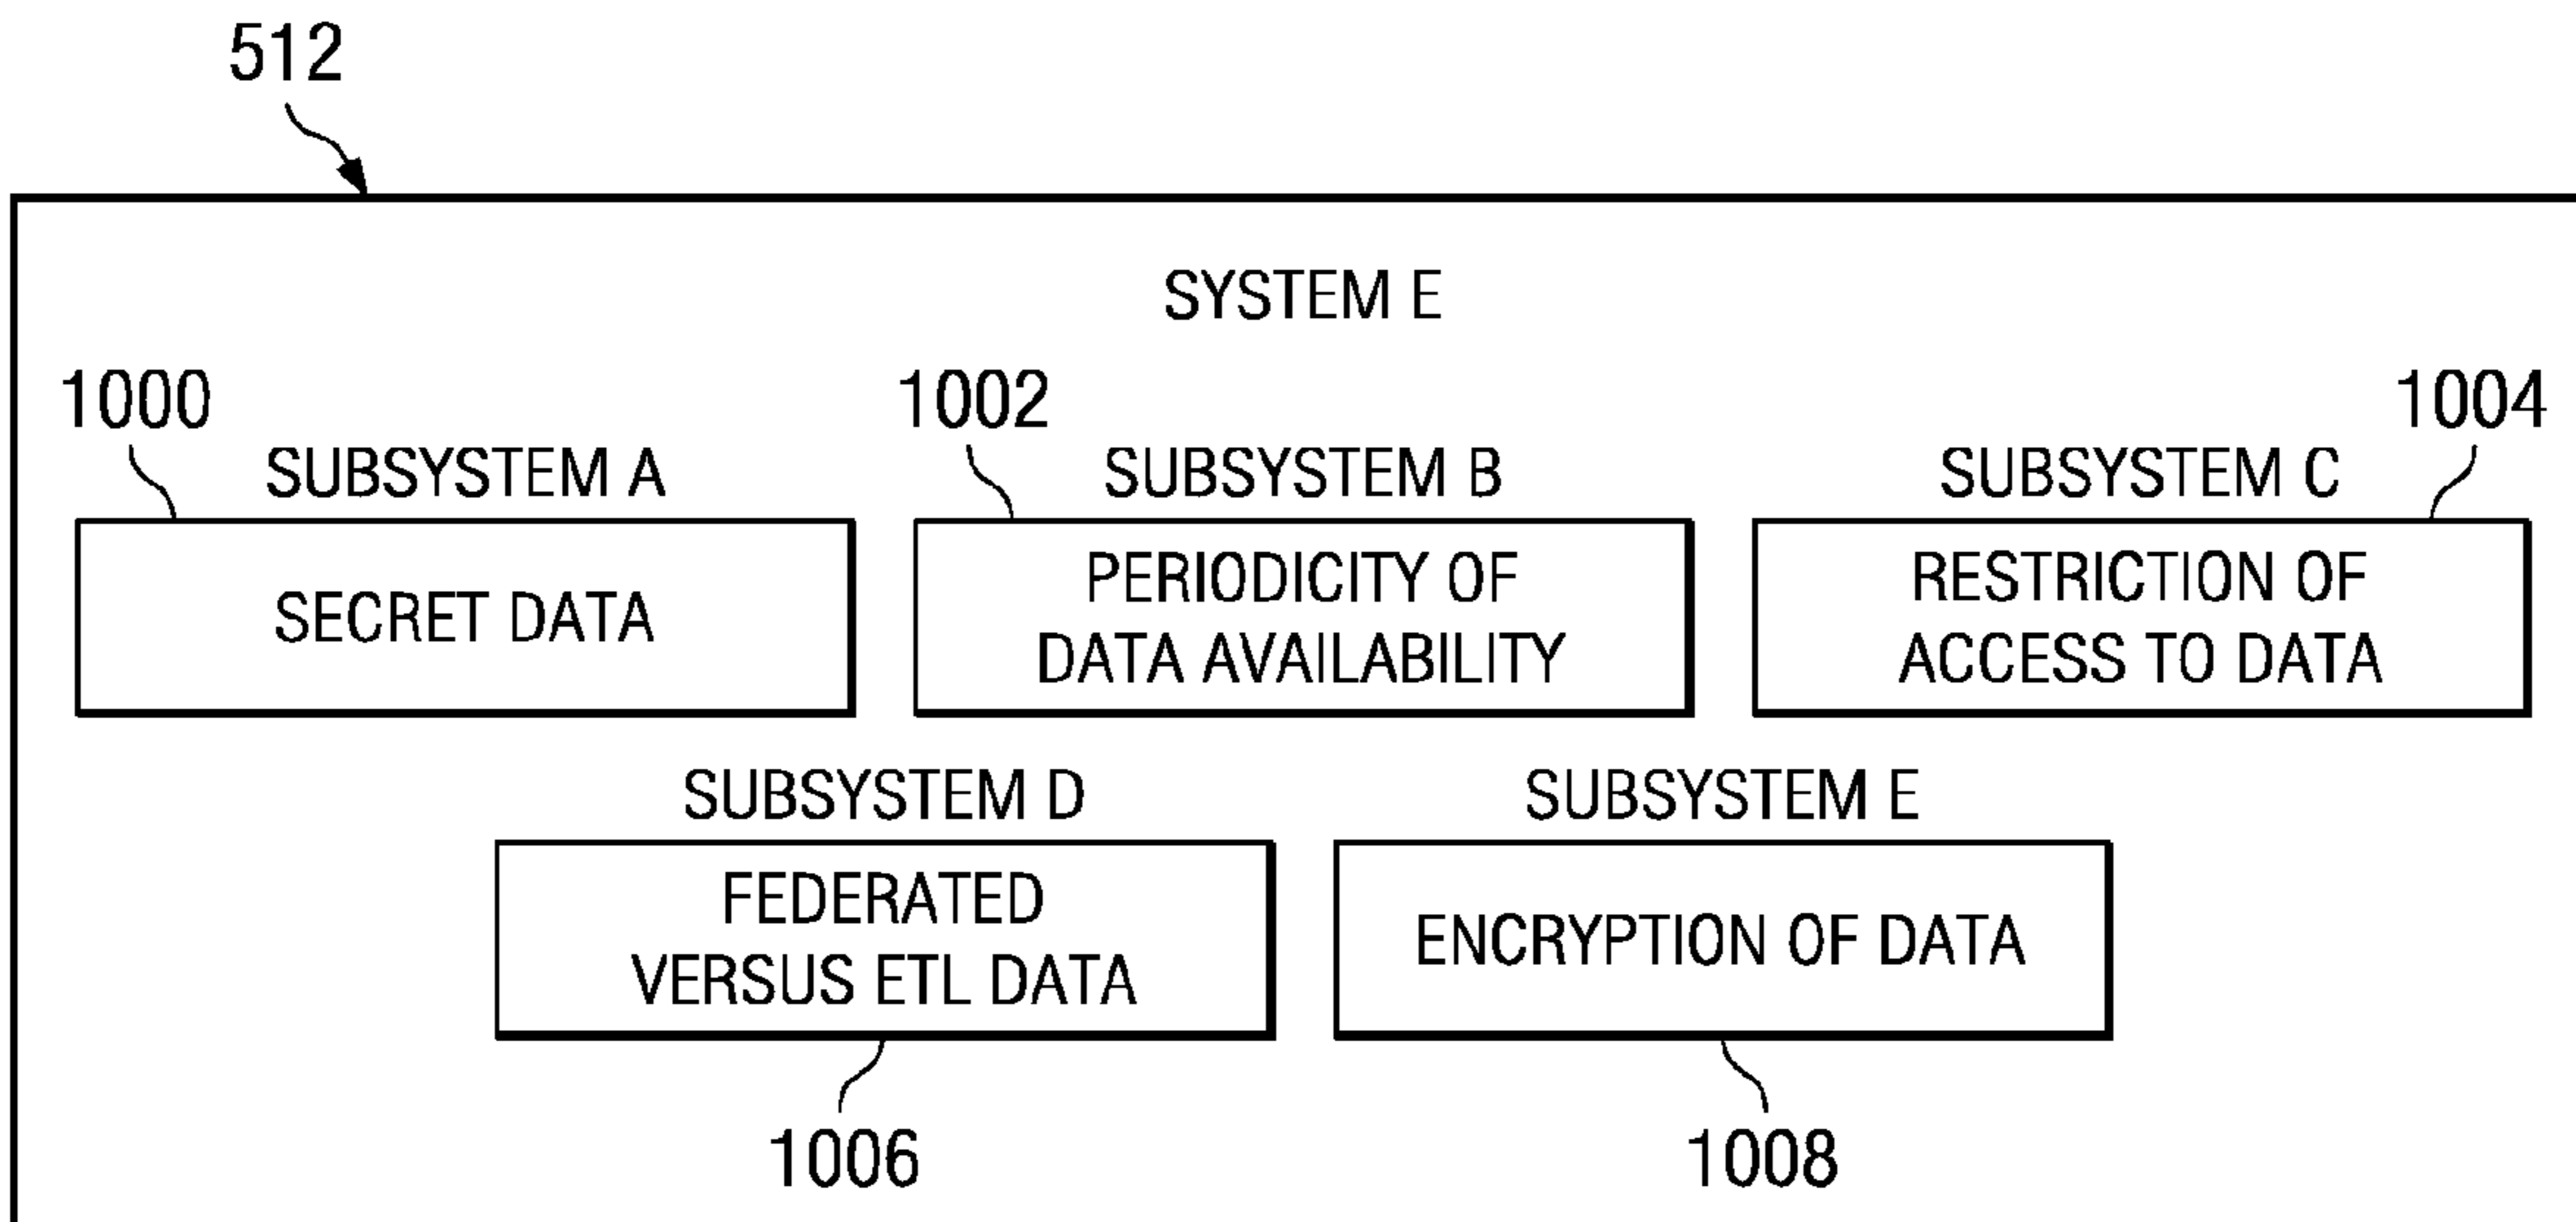 512
SYSTEM E
1000
1002
1004
SUBSYSTEM A
SUBSYSTEM B
SUBSYSTEM C
SECRET DATA
PERIODICITY OF
DATA AVAILABILITY
RESTRICTION OF
ACCESS TO DATA
SUBSYSTEM D
SUBSYSTEM E
FEDERATED
VERSUS ETL DATA
ENCRYPTION OF DATA
1006
1008